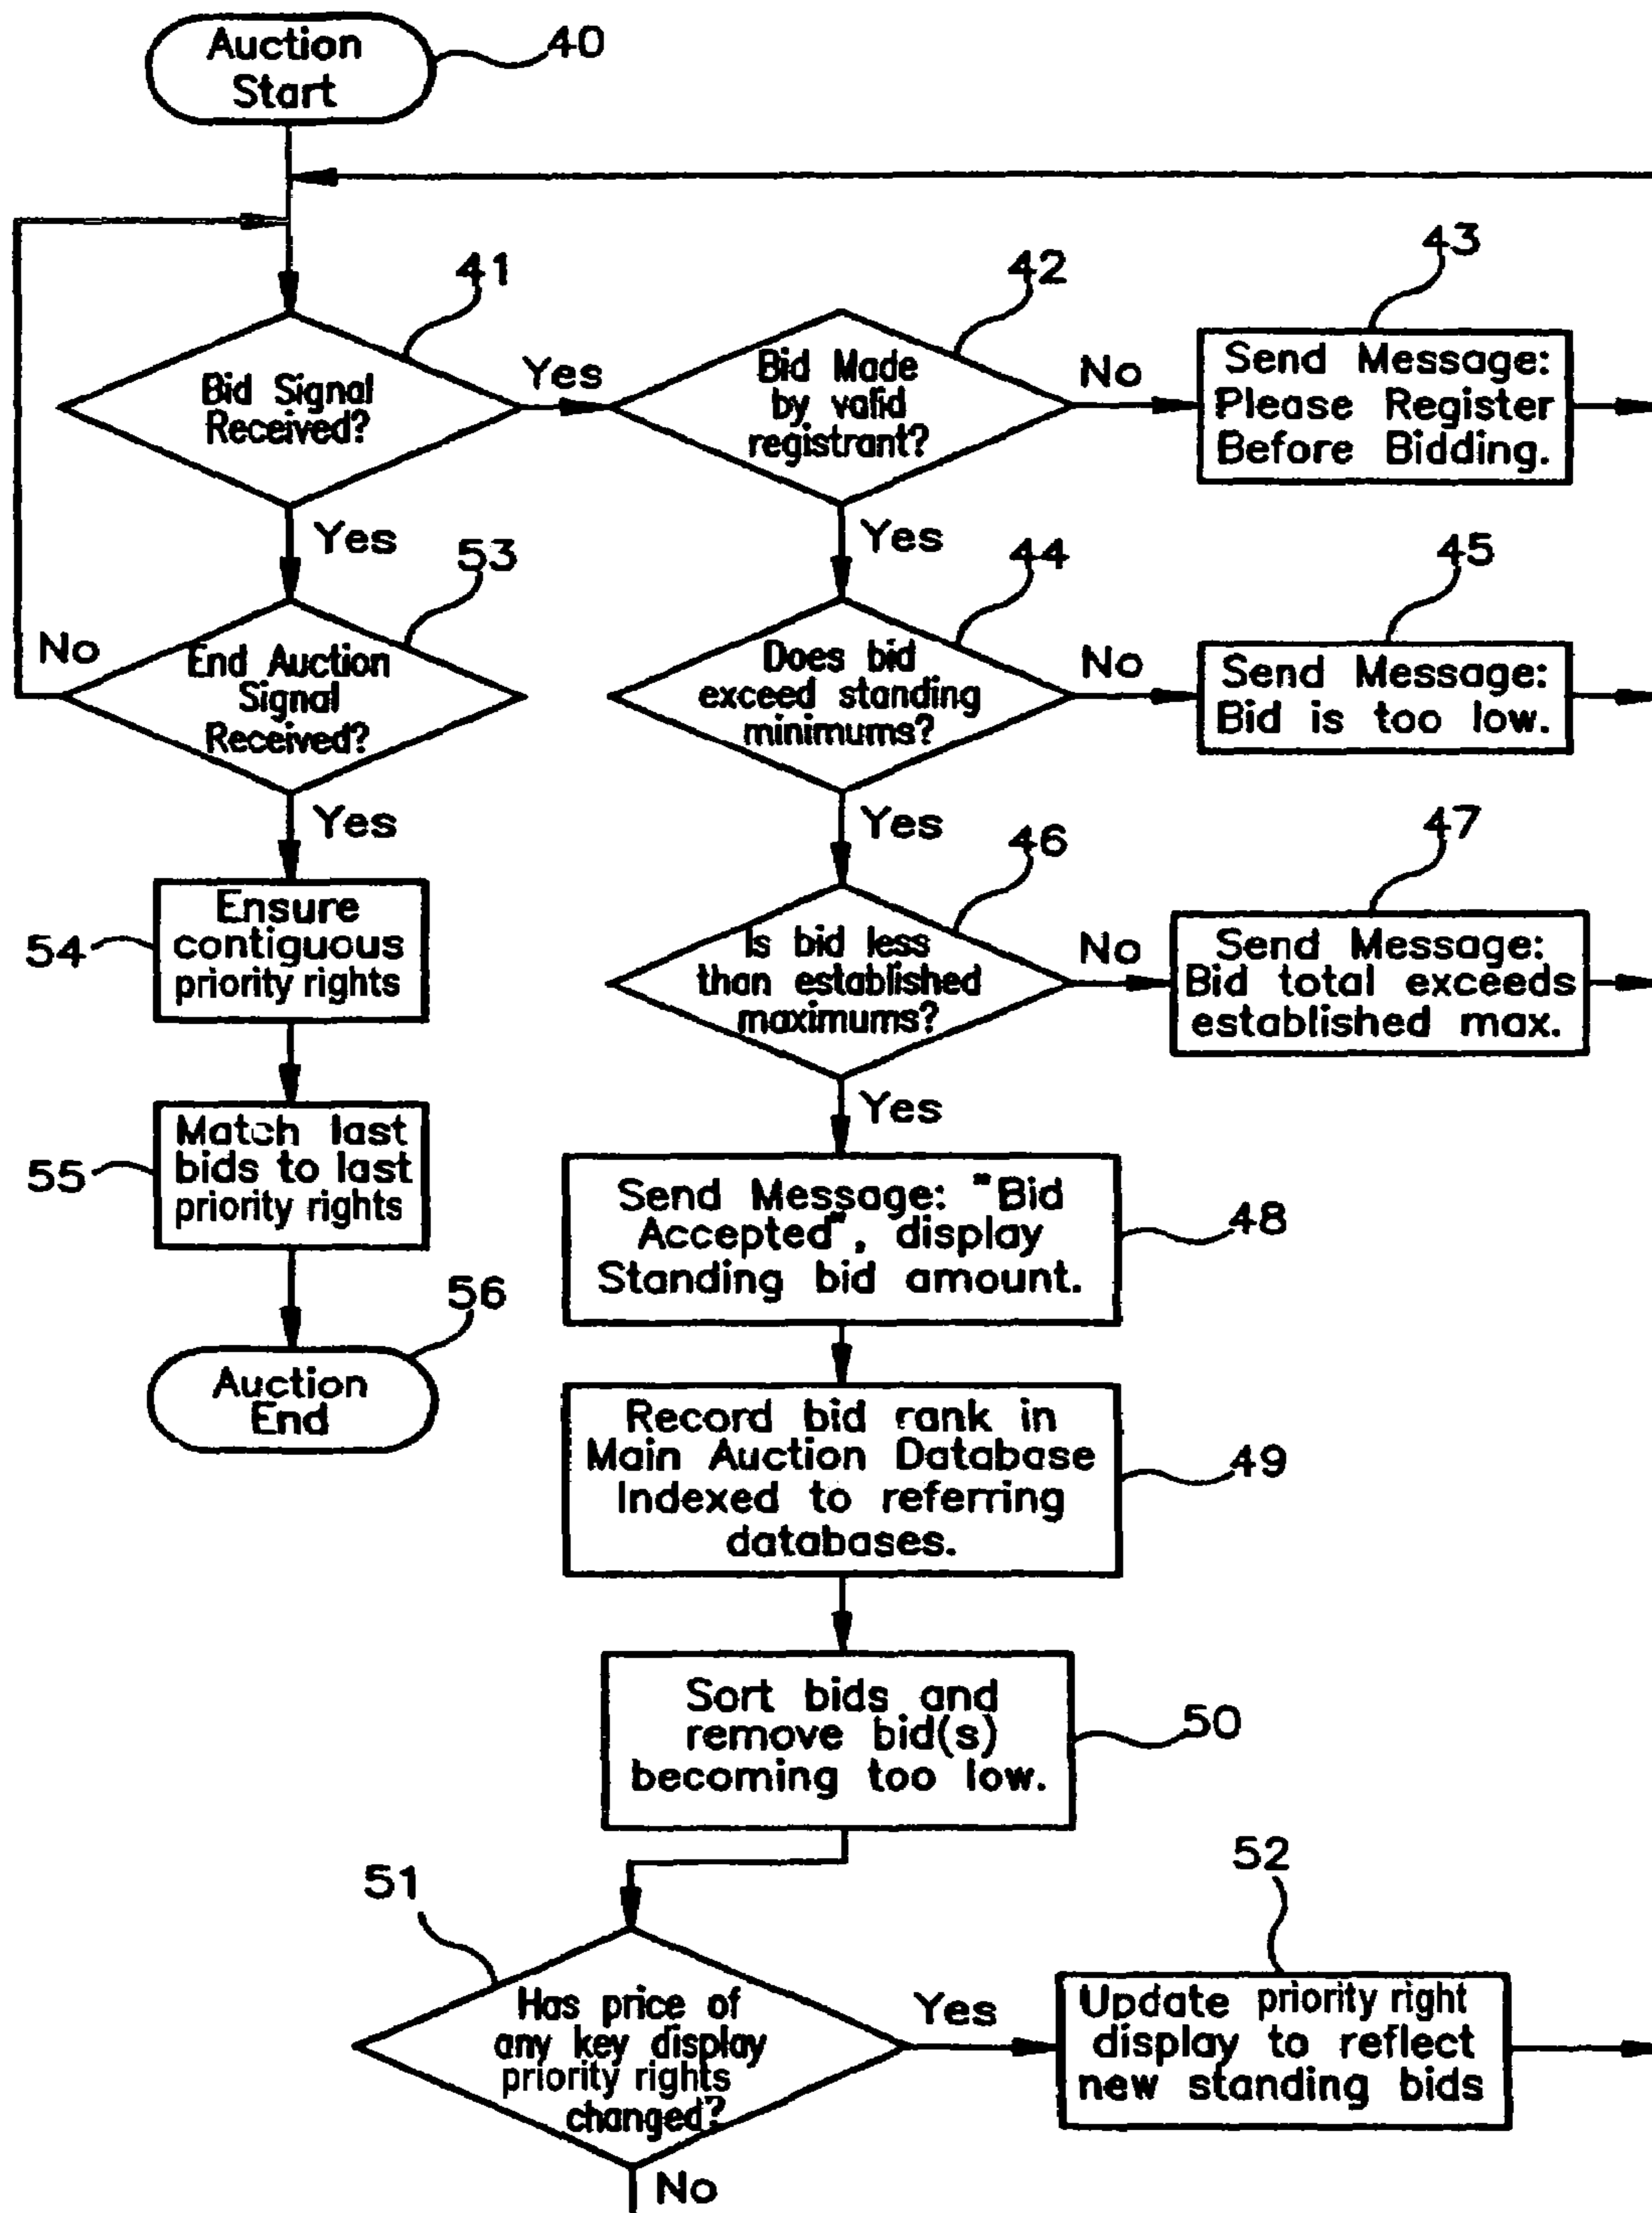 Auction
Start
40
41
Bid Signal
Received?
Yes
42
Bid Made
by valid
registrant?
No
43
Send Message:
Please Register
Before Bidding.
Yes
53
End Auction
Signal
Received?
No
Yes
44
Does bid
exceed standing
minimums?
No
45
Send Message:
Bid is too low.
Yes
54
Ensure
contiguous
priority rights
Yes
46
Is bid less
than established
maximums?
No
47
Send Message:
Bid total exceeds
established max.
55
Match last
bids to last
priority rights
Yes
Send Message: "Bid
Accepted", display
Standing bid amount.
48
56
Auction
End
Record bid rank in
Main Auction Database
Indexed to referring
databases.
49
Sort bids and
remove bid(s)
becoming too low.
50
51
Has price of
any key display
priority rights
changed?
Yes
52
Update priority right
display to reflect
new standing bids
No